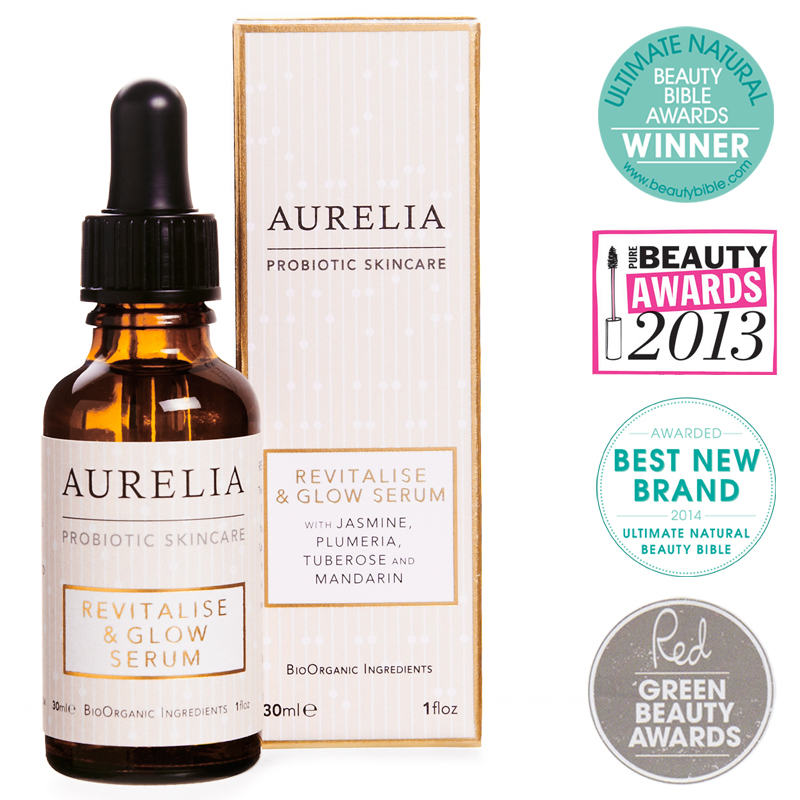 AURELIA
PROBIOTIC SKINCARE
REVITALISE
& GLOW
SERUM
30ml e BIOORGANIC INGREDIENTS 1floz
AURELIA
PROBIOTIC SKINCARE
REVITALISE
& GLOW SERUM
WITH JASMINE,
PLUMERIA,
TUBEROSE AND
MANDARIN
BIOORGANIC INGREDIENTS
30ml e 1floz
ULTIMATE NATURAL
BEAUTY
BIBLE
AWARDS
WINNER
www.beautybible.com
PURE
BEAUTY
AWARDS
2013
AWARDED
BEST NEW
BRAND
2014
ULTIMATE NATURAL
BEAUTY BIBLE
Red
GREEN
BEAUTY
AWARDS